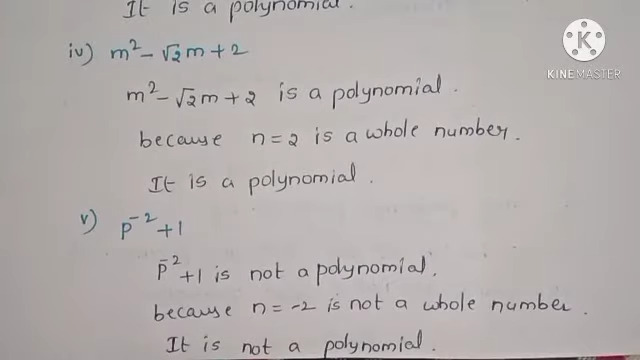 It is a polynomial.
iv) m² – √2m + 2
m² – √2m + 2 is a polynomial.
because n = 2 is a whole number.
It is a polynomial.
v) p⁻² + 1
p⁻² + 1 is not a polynomial.
because n = -2 is not a whole number.
It is not a polynomial.
KINEMASTER